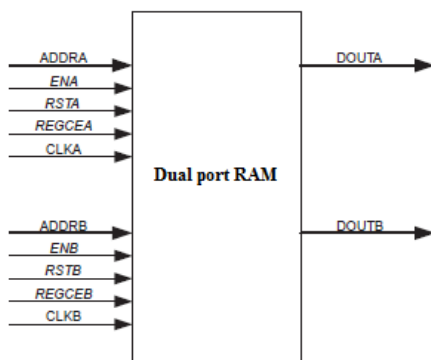 ADDRA
ENA
RSTA
REGCEA
CLKA
DOUTA
Dual port RAM
ADDRB
ENB
RSTB
REGCEB
CLKB
DOUTB